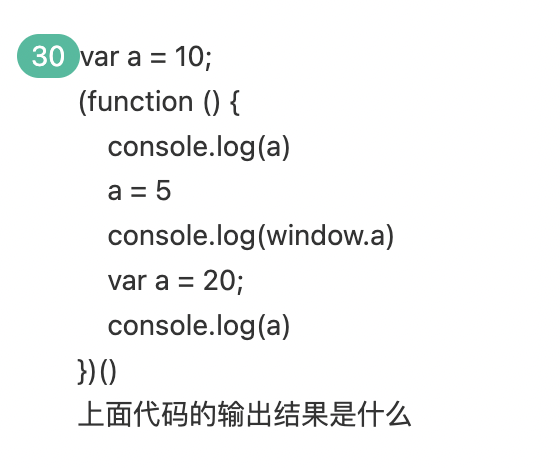 30 var a = 10;
(function () {
console.log(a)
a = 5
console.log(window.a)
var a = 20;
console.log(a)
})()
上面代码的输出结果是什么